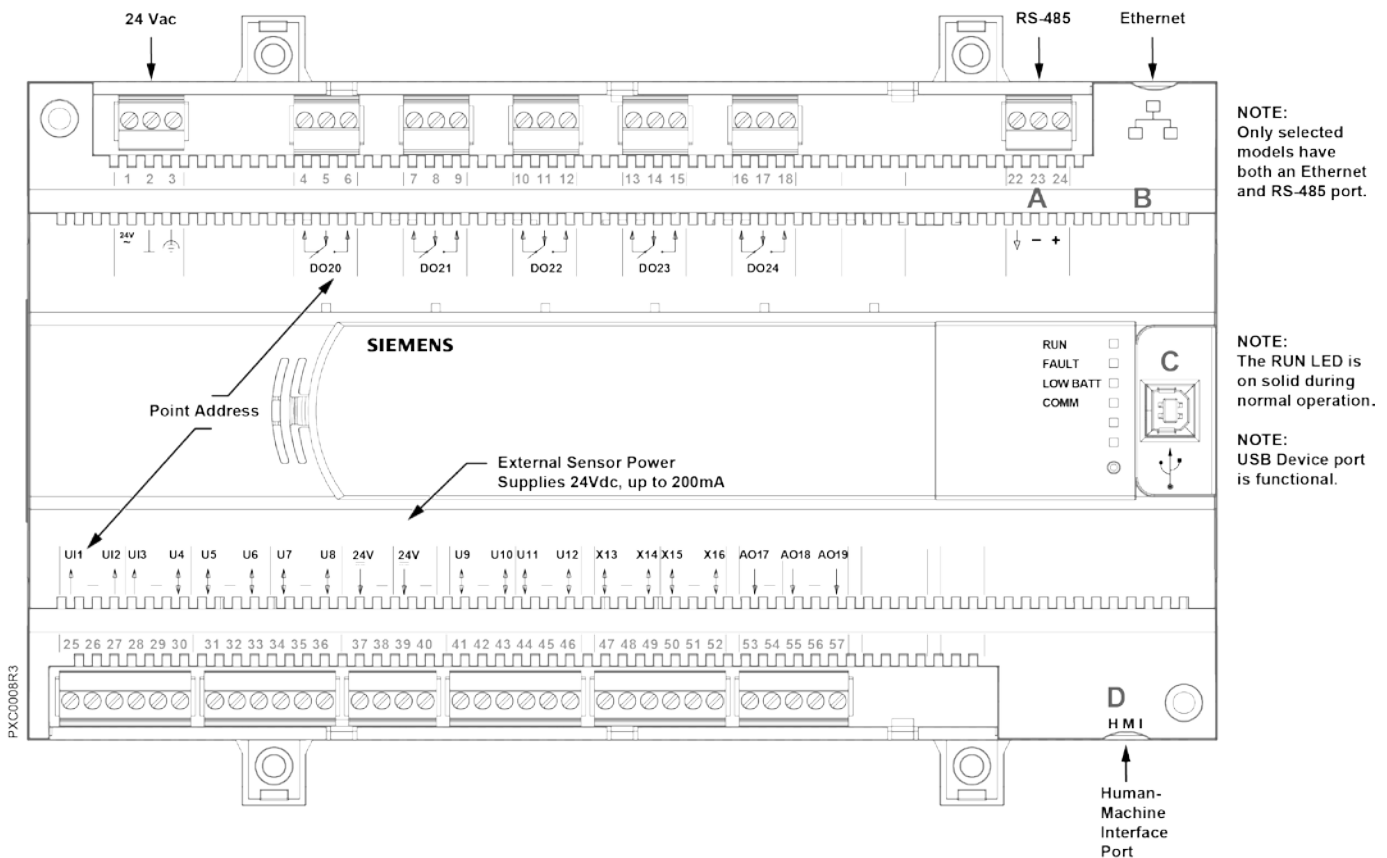 24 Vac
RS-485
Ethernet
NOTE:
Only selected
models have
both an Ethernet
and RS-485 port.
1 2 3 4 5 6 7 8 9 10 11 12 13 14 15 16 17 18 22 23 24
A B
24V
~
− +
DO20 DO21 DO22 DO23 DO24
SIEMENS
RUN
FAULT
LOW BATT
COMM
C
NOTE:
The RUN LED is
on solid during
normal operation.
NOTE:
USB Device port
is functional.
Point Address
External Sensor Power
Supplies 24Vdc, up to 200mA
UI1 UI2 UI3 U4 U5 U6 U7 U8 24V 24V U9 U10 U11 U12 X13 X14 X15 X16 AO17 AO18 AO19
25 26 27 28 29 30 31 32 33 34 35 36 37 38 39 40 41 42 43 44 45 46 47 48 49 50 51 52 53 54 55 56 57
PXC0008R3
D
HMI
Human-
Machine
Interface
Port